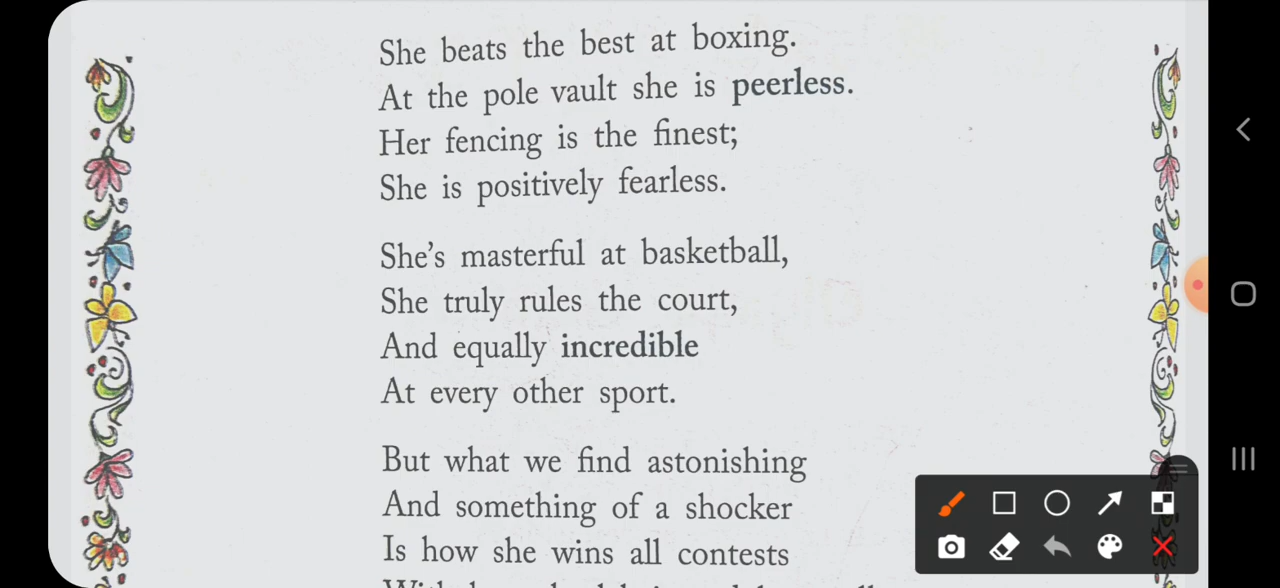 She beats the best at boxing.
At the pole vault she is peerless.
Her fencing is the finest;
She is positively fearless.
She's masterful at basketball,
She truly rules the court,
And equally incredible
At every other sport.
But what we find astonishing
And something of a shocker
Is how she wins all contests